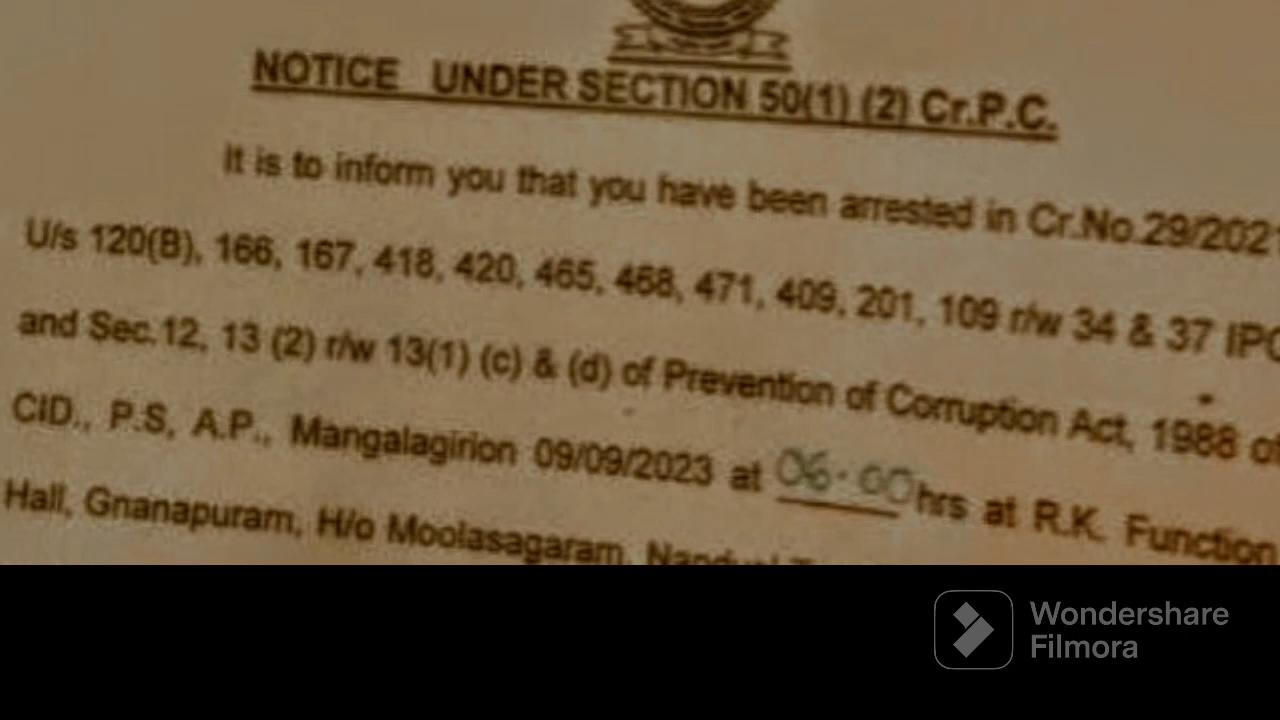 NOTICE UNDER SECTION 50(1) (2) Cr.P.C.
It is to inform you that you have been arrested in Cr.No.29/2021
U/s 120(B), 166, 167, 418, 420, 465, 468, 471, 409, 201, 109 r/w 34 & 37 IPC
and Sec.12, 13 (2) r/w 13(1) (c) & (d) of Prevention of Corruption Act, 1988 of
CID., P.S, A.P., Mangalagirion 09/09/2023 at 06.00hrs at R.K. Function
Hall, Gnanapuram, H/o Moolasagaram,
Wondershare
Filmora